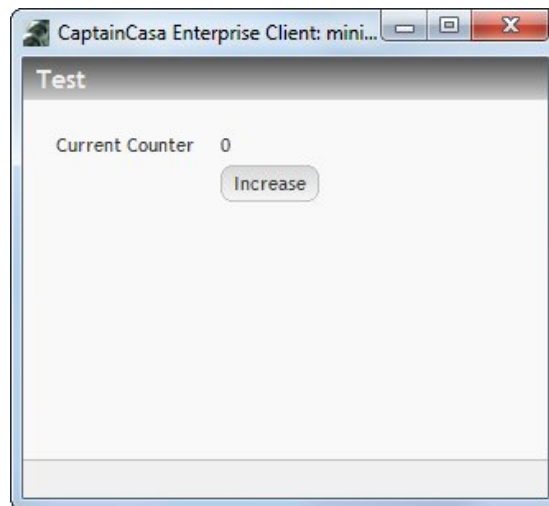 CaptainCasa Enterprise Client: mini...
Test
Current Counter 0
Increase